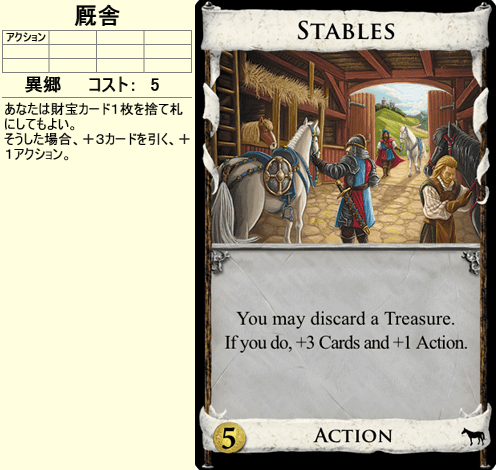 厩舎
アクション
異郷 コスト: 5
あなたは財宝カード1枚を捨て札
にしてもよい。
そうした場合、+3カードを引く、+
1アクション。
STABLES
You may discard a Treasure.
If you do, +3 Cards and +1 Action.
5 ACTION